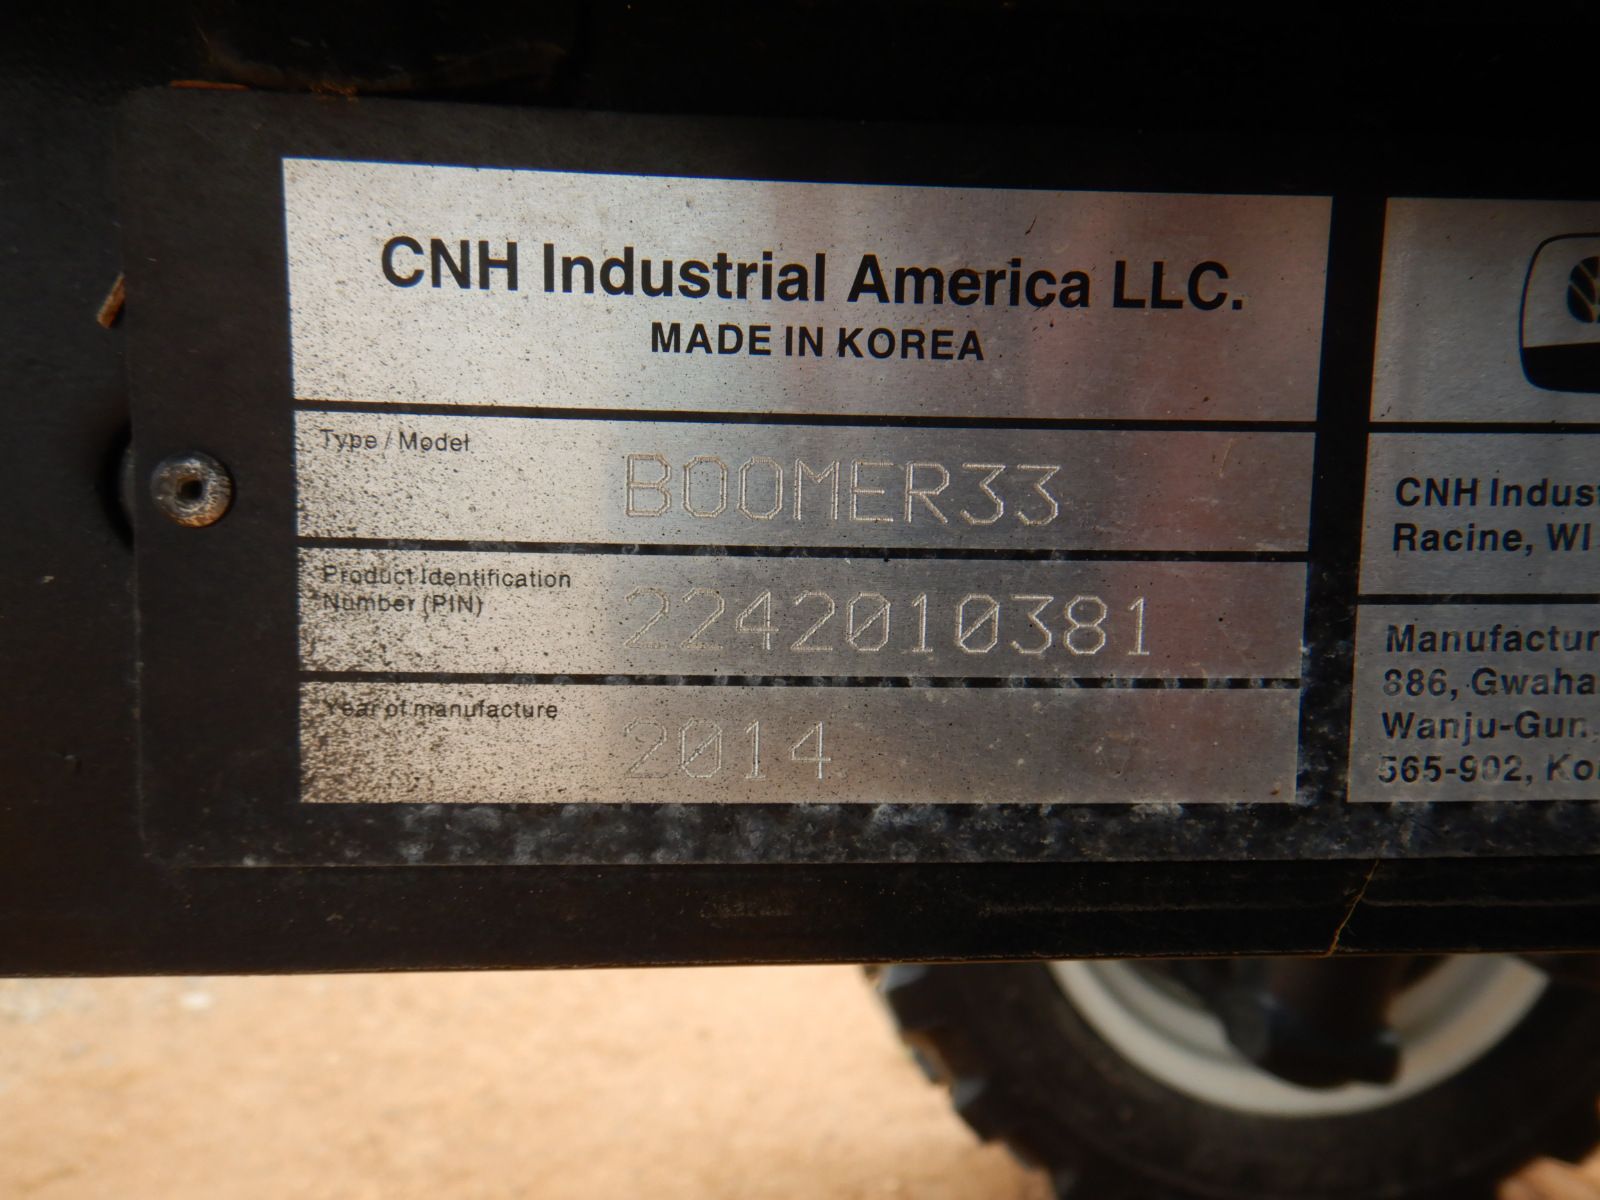 CNH Industrial America LLC.
MADE IN KOREA
Type / Model
BOOMER33
Product Identification
Number (PIN)
2242010381
Year of manufacture
2014
CNH Indust
Racine, WI
Manufactur
886, Gwaha
Wanju-Gun,
565-902, Kor